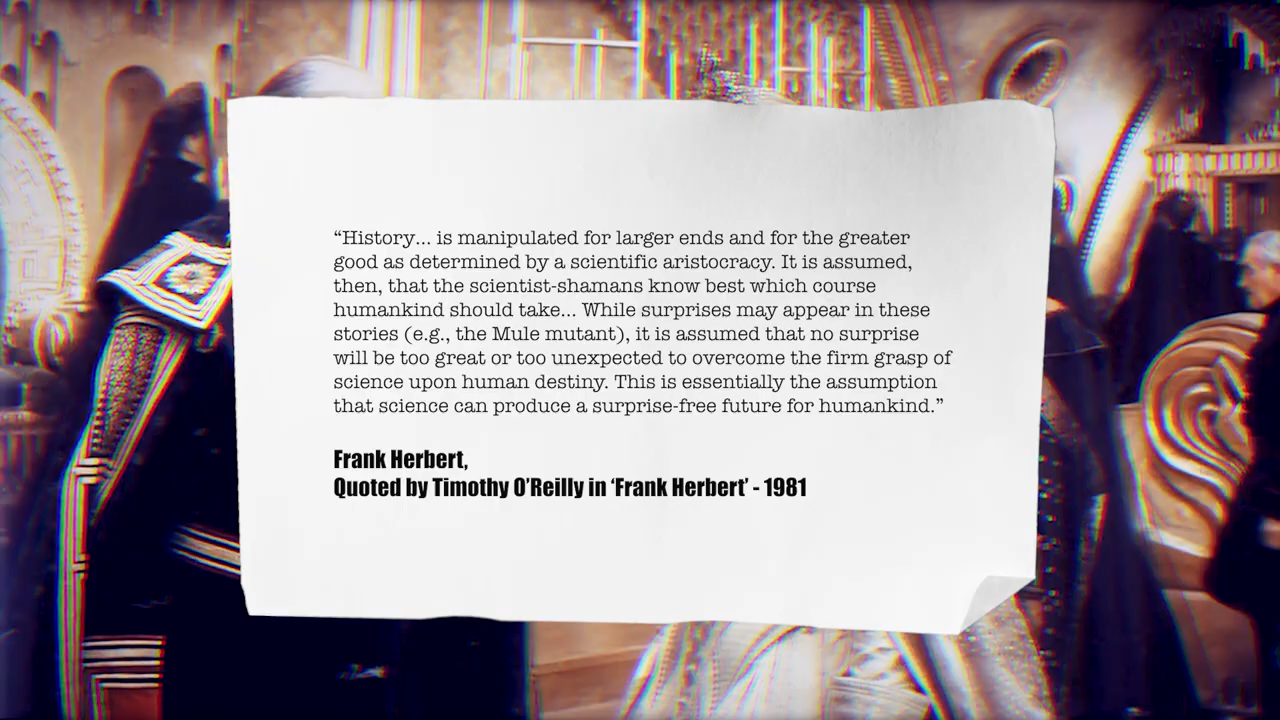 “History... is manipulated for larger ends and for the greater
good as determined by a scientific aristocracy. It is assumed,
then, that the scientist-shamans know best which course
humankind should take... While surprises may appear in these
stories (e.g., the Mule mutant), it is assumed that no surprise
will be too great or too unexpected to overcome the firm grasp of
science upon human destiny. This is essentially the assumption
that science can produce a surprise-free future for humankind.”
Frank Herbert,
Quoted by Timothy O’Reilly in ‘Frank Herbert’ - 1981